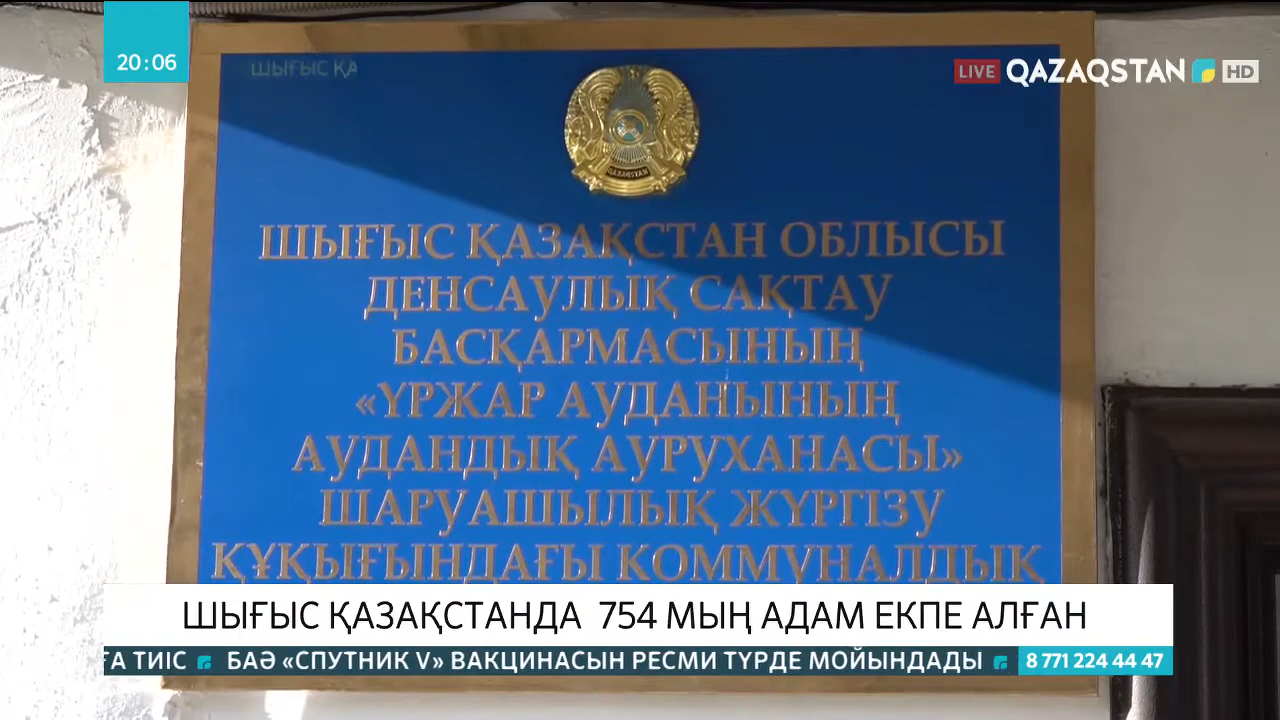 20:06
ШЫҒЫС ҚА
LIVE QAZAQSTAN HD
QAZAQSTAN
ШЫҒЫС ҚАЗАҚСТАН ОБЛЫСЫ
ДЕНСАУЛЫҚ САҚТАУ
БАСҚАРМАСЫНЫҢ
«ҮРЖАР АУДАНЫНЫҢ
АУДАНДЫҚ АУРУХАНАСЫ»
ШАРУАШЫЛЫҚ ЖҮРГІЗУ
ҚҰҚЫҒЫНДАҒЫ КОММУНАЛДЫҚ
ШЫҒЫС ҚАЗАҚСТАНДА 754 МЫҢ АДАМ ЕКПЕ АЛҒАН
ҒА ТИІС БАӘ «СПУТНИК V» ВАКЦИНАСЫН РЕСМИ ТҮРДЕ МОЙЫНДАДЫ 8 771 224 44 47